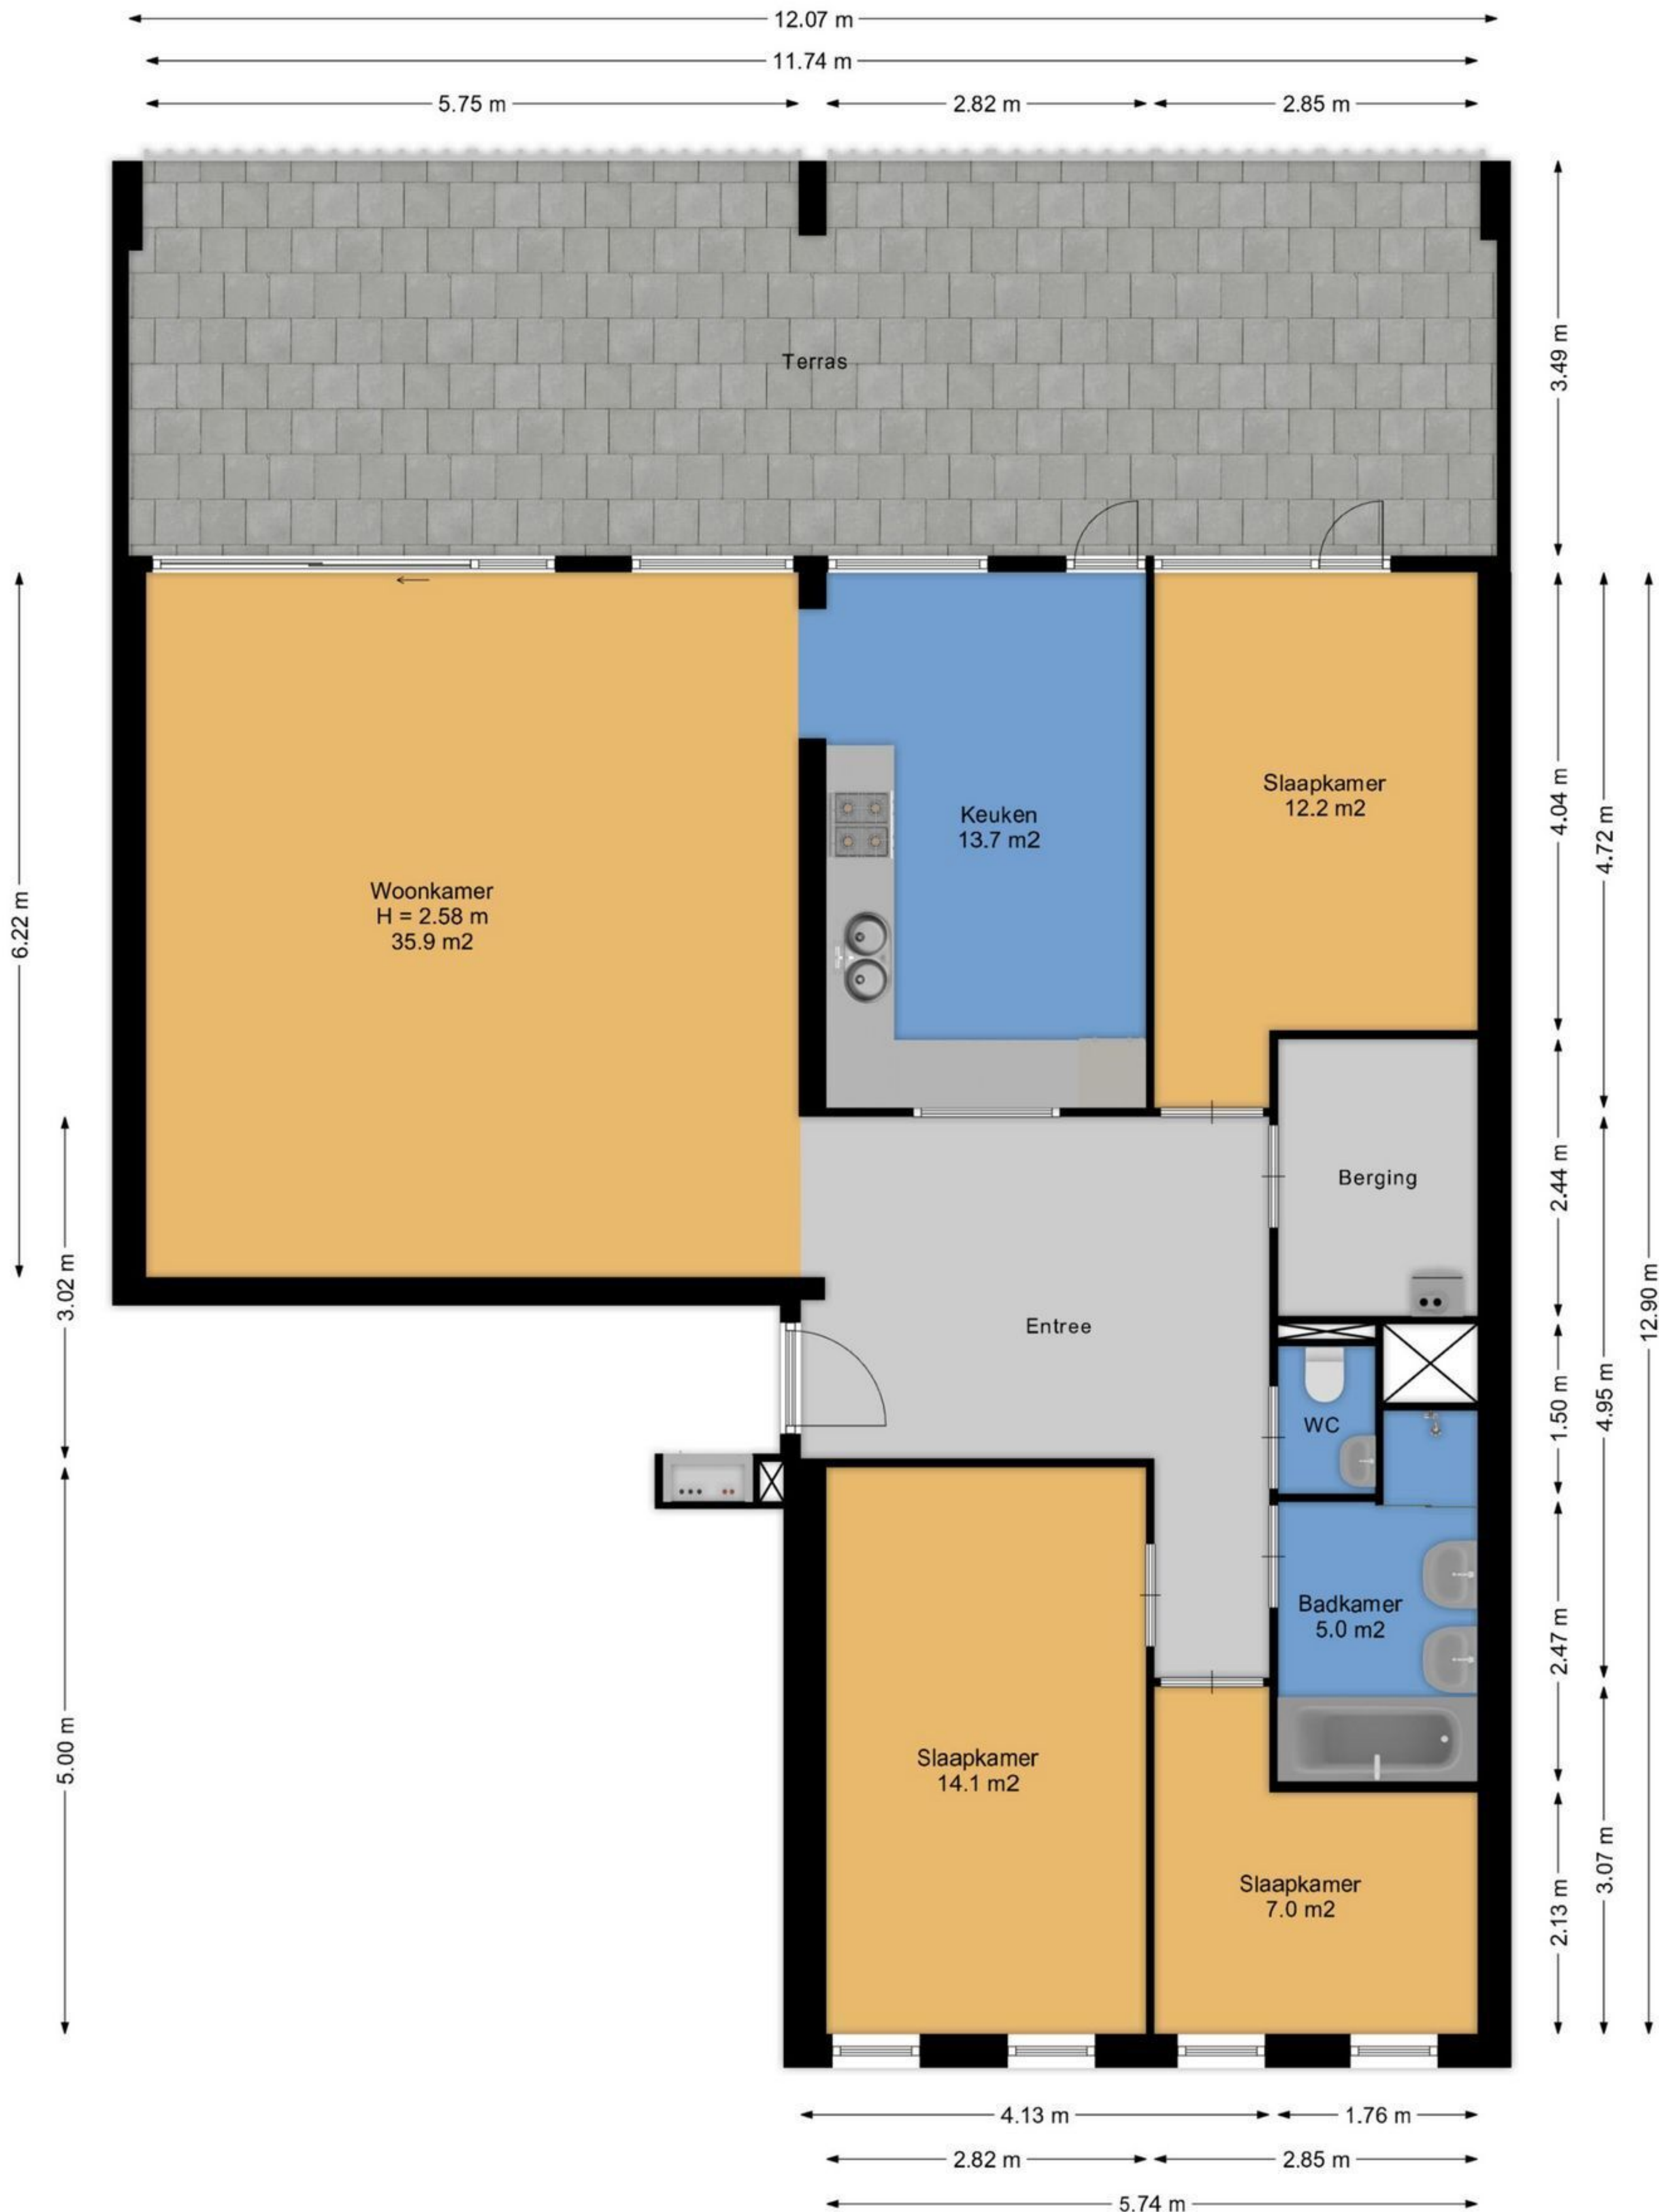 12.07 m
11.74 m
5.75 m
2.82 m
2.85 m
Terras
3.49 m
Slaapkamer
12.2 m2
Keuken
13.7 m2
4.04 m
4.72 m
Woonkamer
H = 2.58 m
35.9 m2
6.22 m
Berging
2.44 m
3.02 m
Entree
12.90 m
WC
1.50 m
4.95 m
Badkamer
5.0 m2
2.47 m
5.00 m
Slaapkamer
14.1 m2
Slaapkamer
7.0 m2
3.07 m
2.13 m
4.13 m
1.76 m
2.82 m
2.85 m
5.74 m